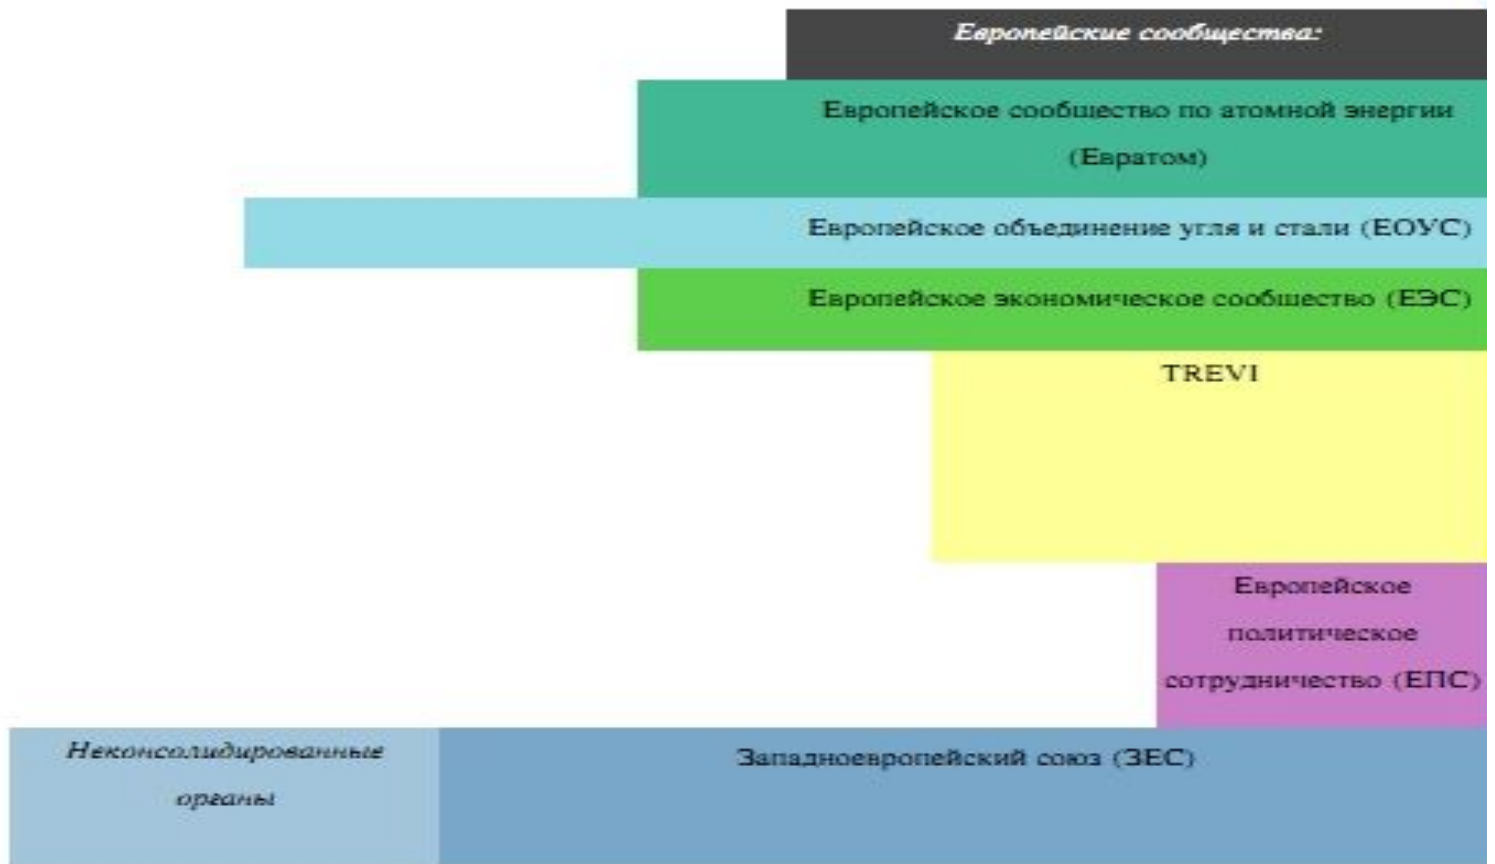 Европейские сообщества:
Европейское сообщество по атомной энергии
(Евратом)
Европейское объединение угля и стали (ЕОУС)
Европейское экономическое сообщество (ЕЭС)
TREVI
Европейское
политическое
сотрудничество (ЕПС)
Неконсолидированные
органы
Западноевропейский союз (ЗЕС)